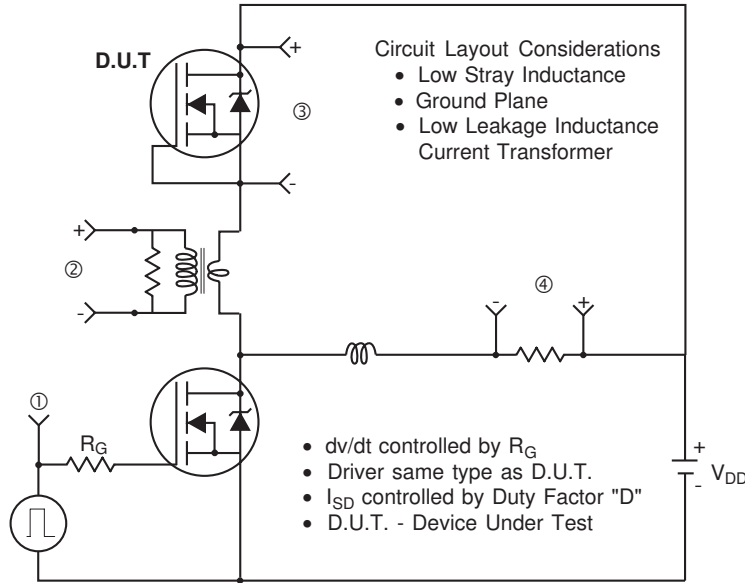 D.U.T
+
③
-
Circuit Layout Considerations
• Low Stray Inductance
• Ground Plane
• Low Leakage Inductance
Current Transformer
+
②
-
-
④
+
①
R_G
• dv/dt controlled by R_G
• Driver same type as D.U.T.
• I_SD controlled by Duty Factor "D"
• D.U.T. - Device Under Test
+
-
V_DD